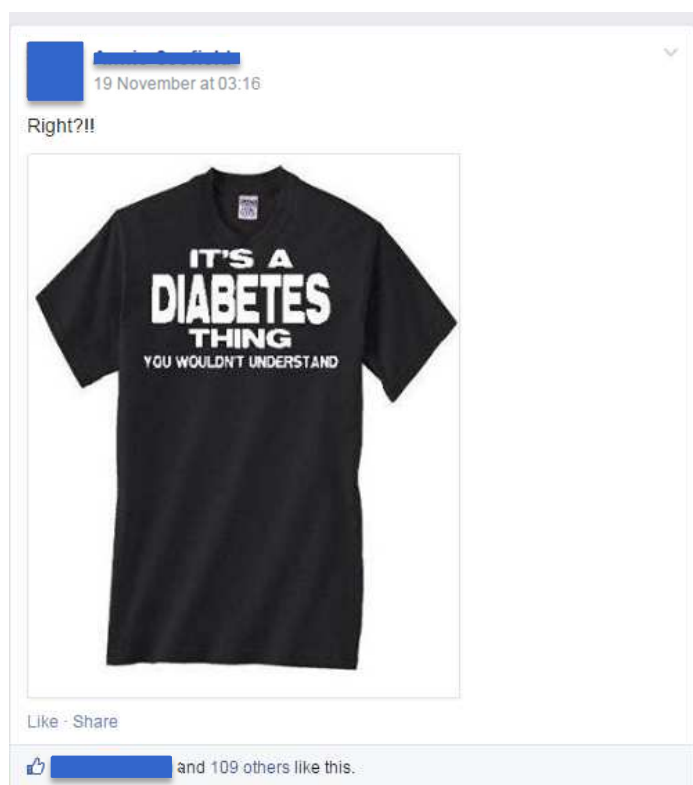 19 November at 03:16
Right?!!
IT'S A
DIABETES
THING
YOU WOULDN'T UNDERSTAND
Like · Share
and 109 others like this.